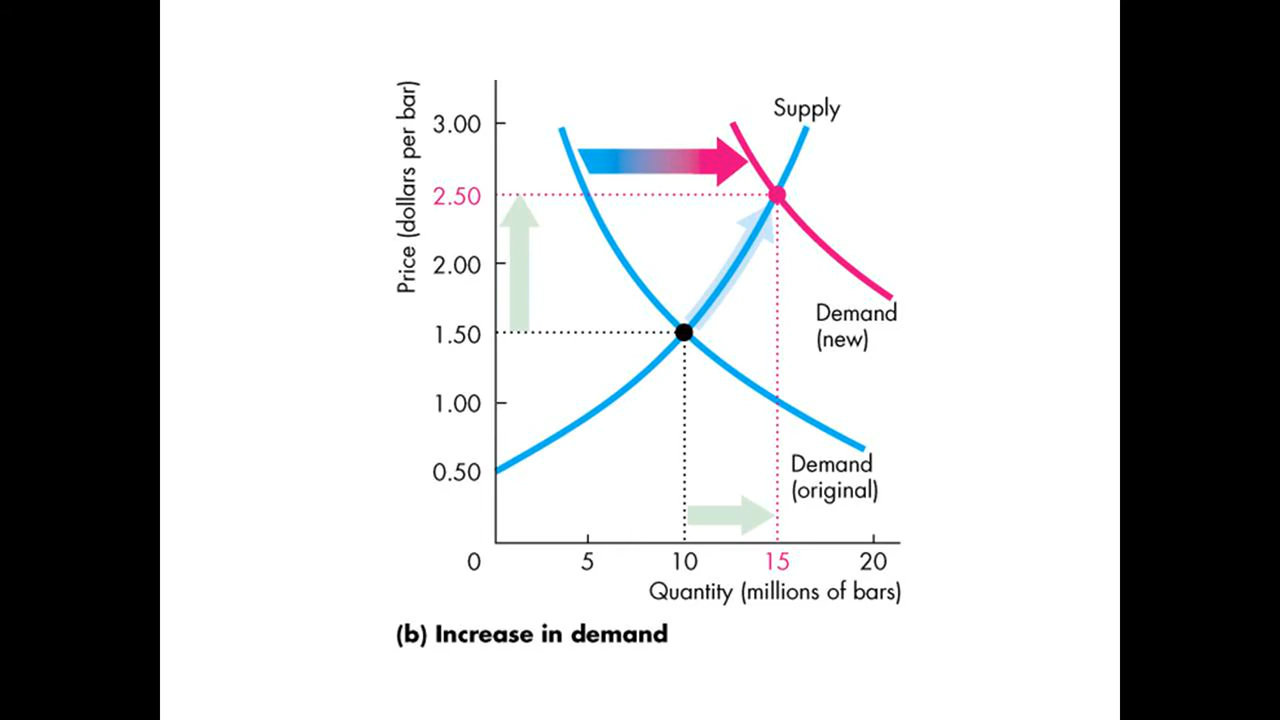 Price (dollars per bar)
3.00
2.50
2.00
1.50
1.00
0.50
0
5
10
15
20
Supply
Demand
(new)
Demand
(original)
Quantity (millions of bars)
(b) Increase in demand